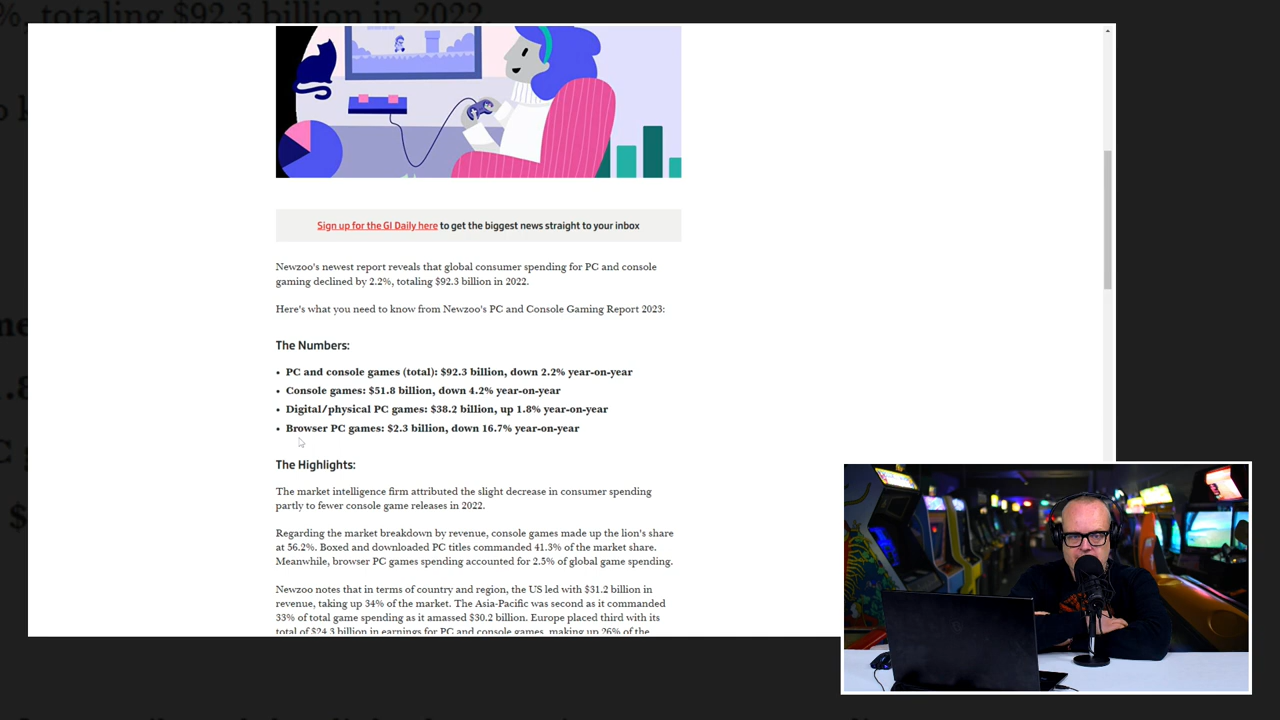 %, totaling $92.3 billion in 2022.
Sign up for the GI Daily here to get the biggest news straight to your inbox
Newzoo's newest report reveals that global consumer spending for PC and console
gaming declined by 2.2%, totaling $92.3 billion in 2022.
Here's what you need to know from Newzoo's PC and Console Gaming Report 2023:
The Numbers:
• PC and console games (total): $92.3 billion, down 2.2% year-on-year
• Console games: $51.8 billion, down 4.2% year-on-year
• Digital/physical PC games: $38.2 billion, up 1.8% year-on-year
• Browser PC games: $2.3 billion, down 16.7% year-on-year
The Highlights:
The market intelligence firm attributed the slight decrease in consumer spending
partly to fewer console game releases in 2022.
Regarding the market breakdown by revenue, console games made up the lion's share
at 56.2%. Boxed and downloaded PC titles commanded 41.3% of the market share.
Meanwhile, browser PC games spending accounted for 2.5% of global game spending.
Newzoo notes that in terms of country and region, the US led with $31.2 billion in
revenue, taking up 34% of the market. The Asia-Pacific was second as it commanded
33% of total game spending as it amassed $30.2 billion. Europe placed third with its
total of $24.3 billion in earnings for PC and console games, making up 26% of the